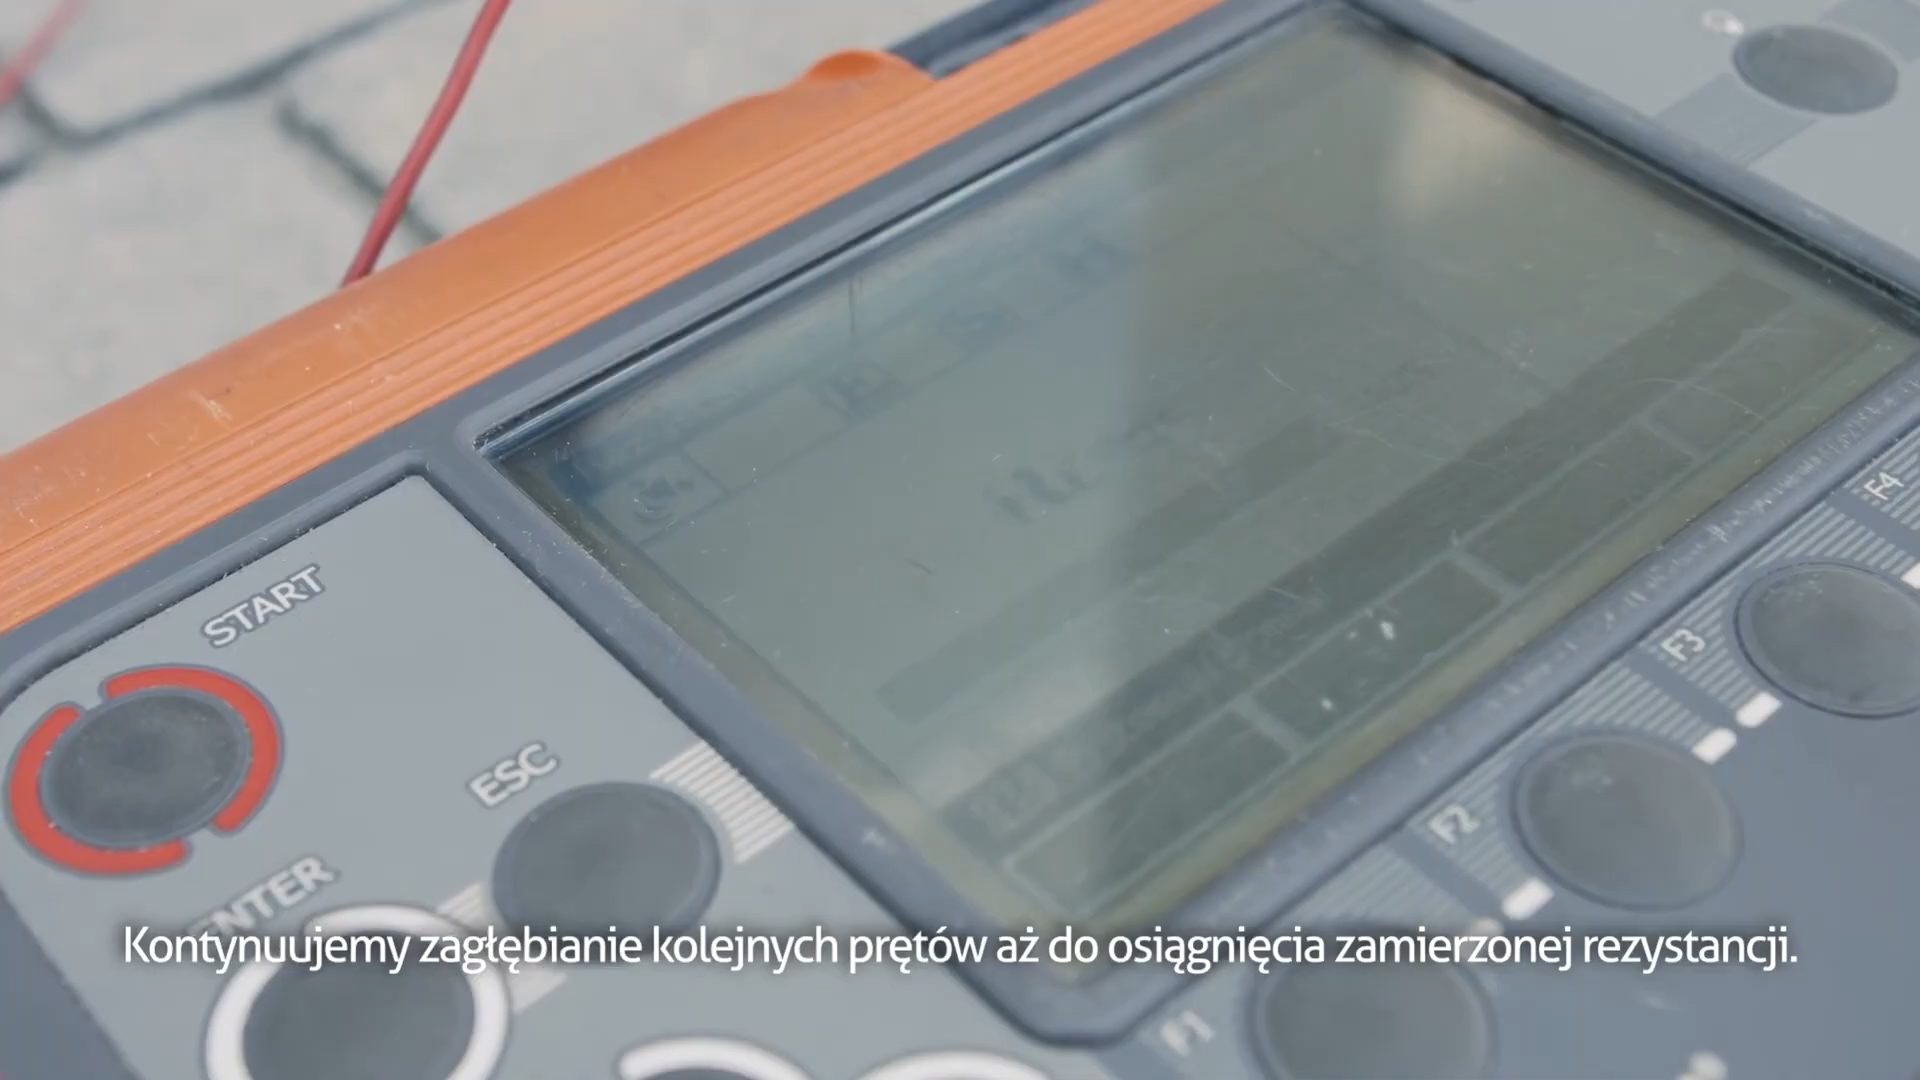 START
ESC
ENTER
F4
F3
F2
F1
Kontynuujemy zagłębianie kolejnych prętów aż do osiągnięcia zamierzonej rezystancji.